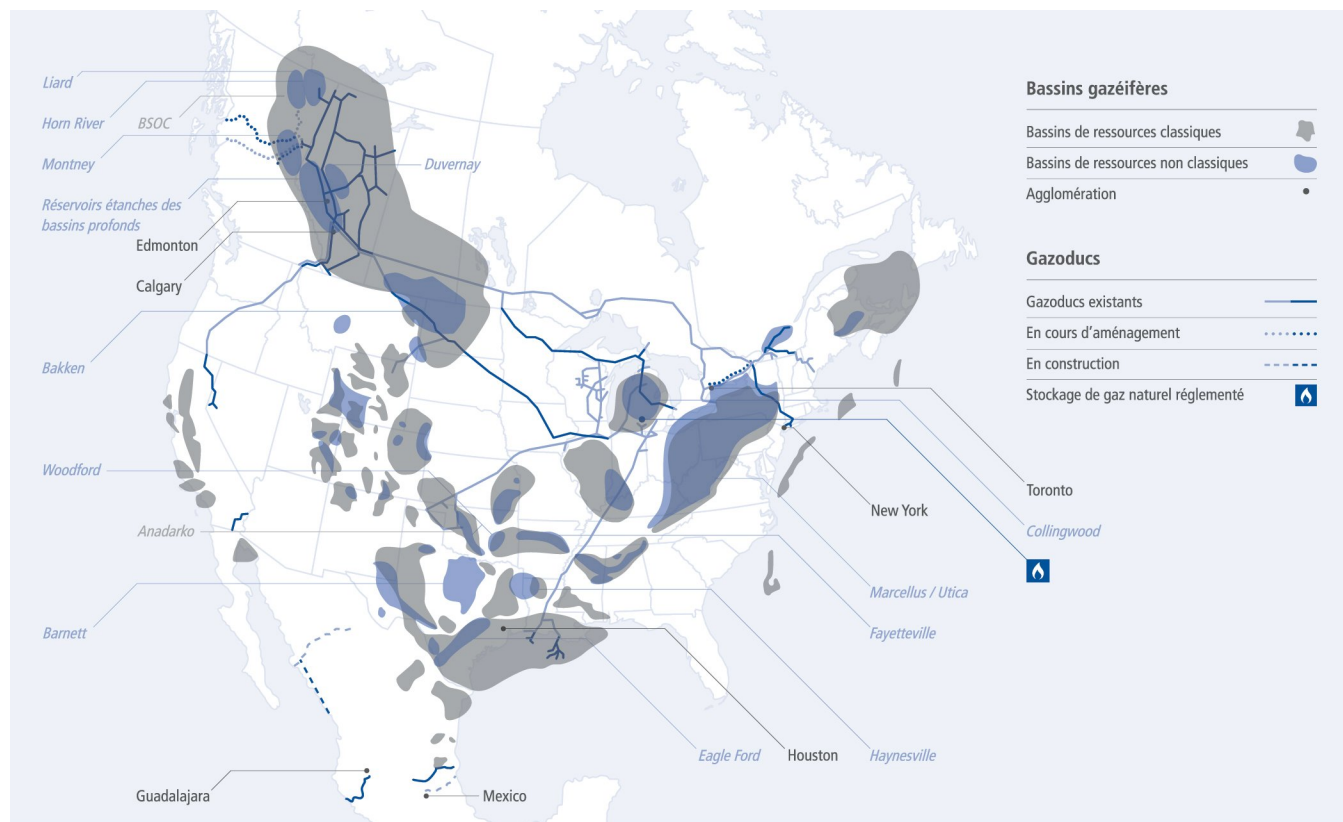 Liard
Horn River
BSOC
Montney
Duvernay
Réservoirs étanches des
bassins profonds
Edmonton
Calgary
Bakken
Woodford
Anadarko
Barnett
Guadalajara
Mexico
Eagle Ford
Houston
Haynesville
Fayetteville
Marcellus / Utica
New York
Toronto
Collingwood
Bassins gazéifères
Bassins de ressources classiques
Bassins de ressources non classiques
Agglomération
Gazoducs
Gazoducs existants
En cours d’aménagement
En construction
Stockage de gaz naturel réglementé